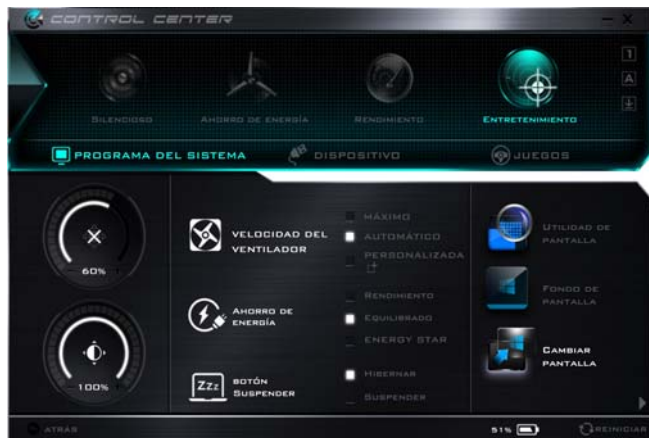 CONTROL CENTER
1
A
SILENCIOSO
AHORRO DE ENERGÍA
RENDIMIENTO
ENTRETENIMIENTO
PROGRAMA DEL SISTEMA
DISPOSITIVO
JUEGOS
60%
VELOCIDAD DEL
VENTILADOR
MÁXIMO
AUTOMÁTICO
PERSONALIZADA
UTILIDAD DE
PANTALLA
AHORRO DE
ENERGÍA
RENDIMIENTO
EQUILIBRADO
ENERGY STAR
FONDO DE
PANTALLA
100%
Zzz
BOTÓN
SUSPENDER
HIBERNAR
SUSPENDER
CAMBIAR
PANTALLA
ATRÁS
51%
REINICIAR